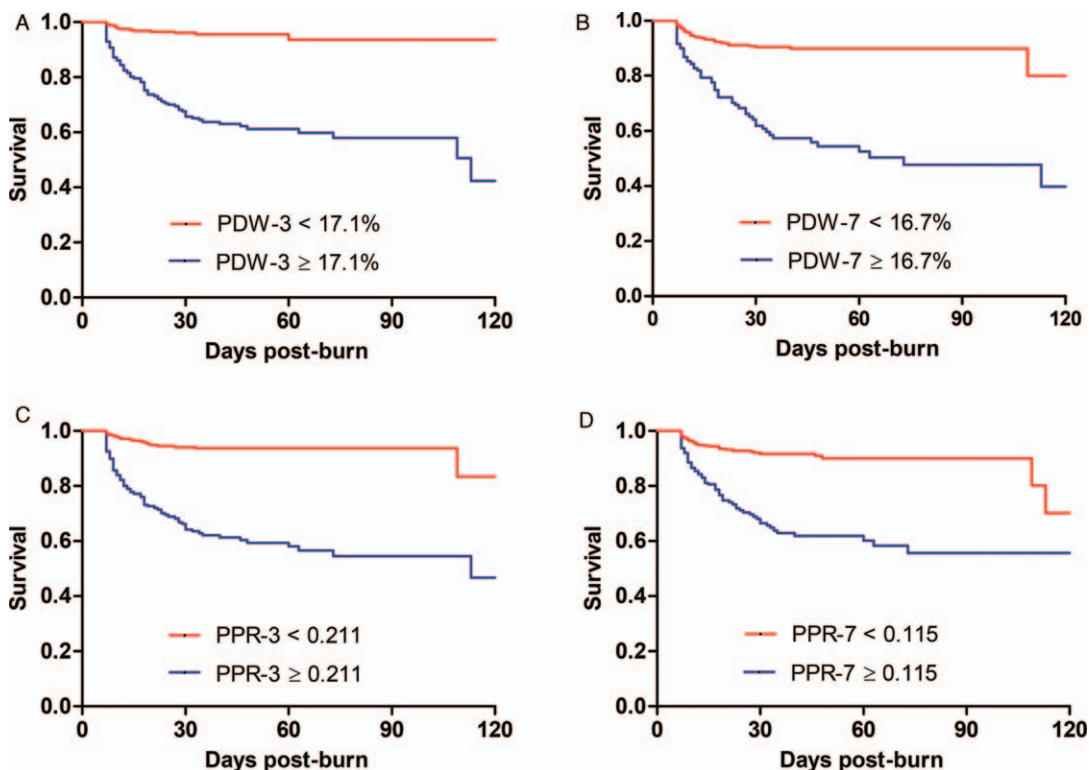 A
1.0
0.8
0.6
0.4
0.2
0.0
Survival
PDW-3 < 17.1%
PDW-3 ≥ 17.1%
0 30 60 90 120
Days post-burn
B
1.0
0.8
0.6
0.4
0.2
0.0
Survival
PDW-7 < 16.7%
PDW-7 ≥ 16.7%
0 30 60 90 120
Days post-burn
C
1.0
0.8
0.6
0.4
0.2
0.0
Survival
PPR-3 < 0.211
PPR-3 ≥ 0.211
0 30 60 90 120
Days post-burn
D
1.0
0.8
0.6
0.4
0.2
0.0
Survival
PPR-7 < 0.115
PPR-7 ≥ 0.115
0 30 60 90 120
Days post-burn